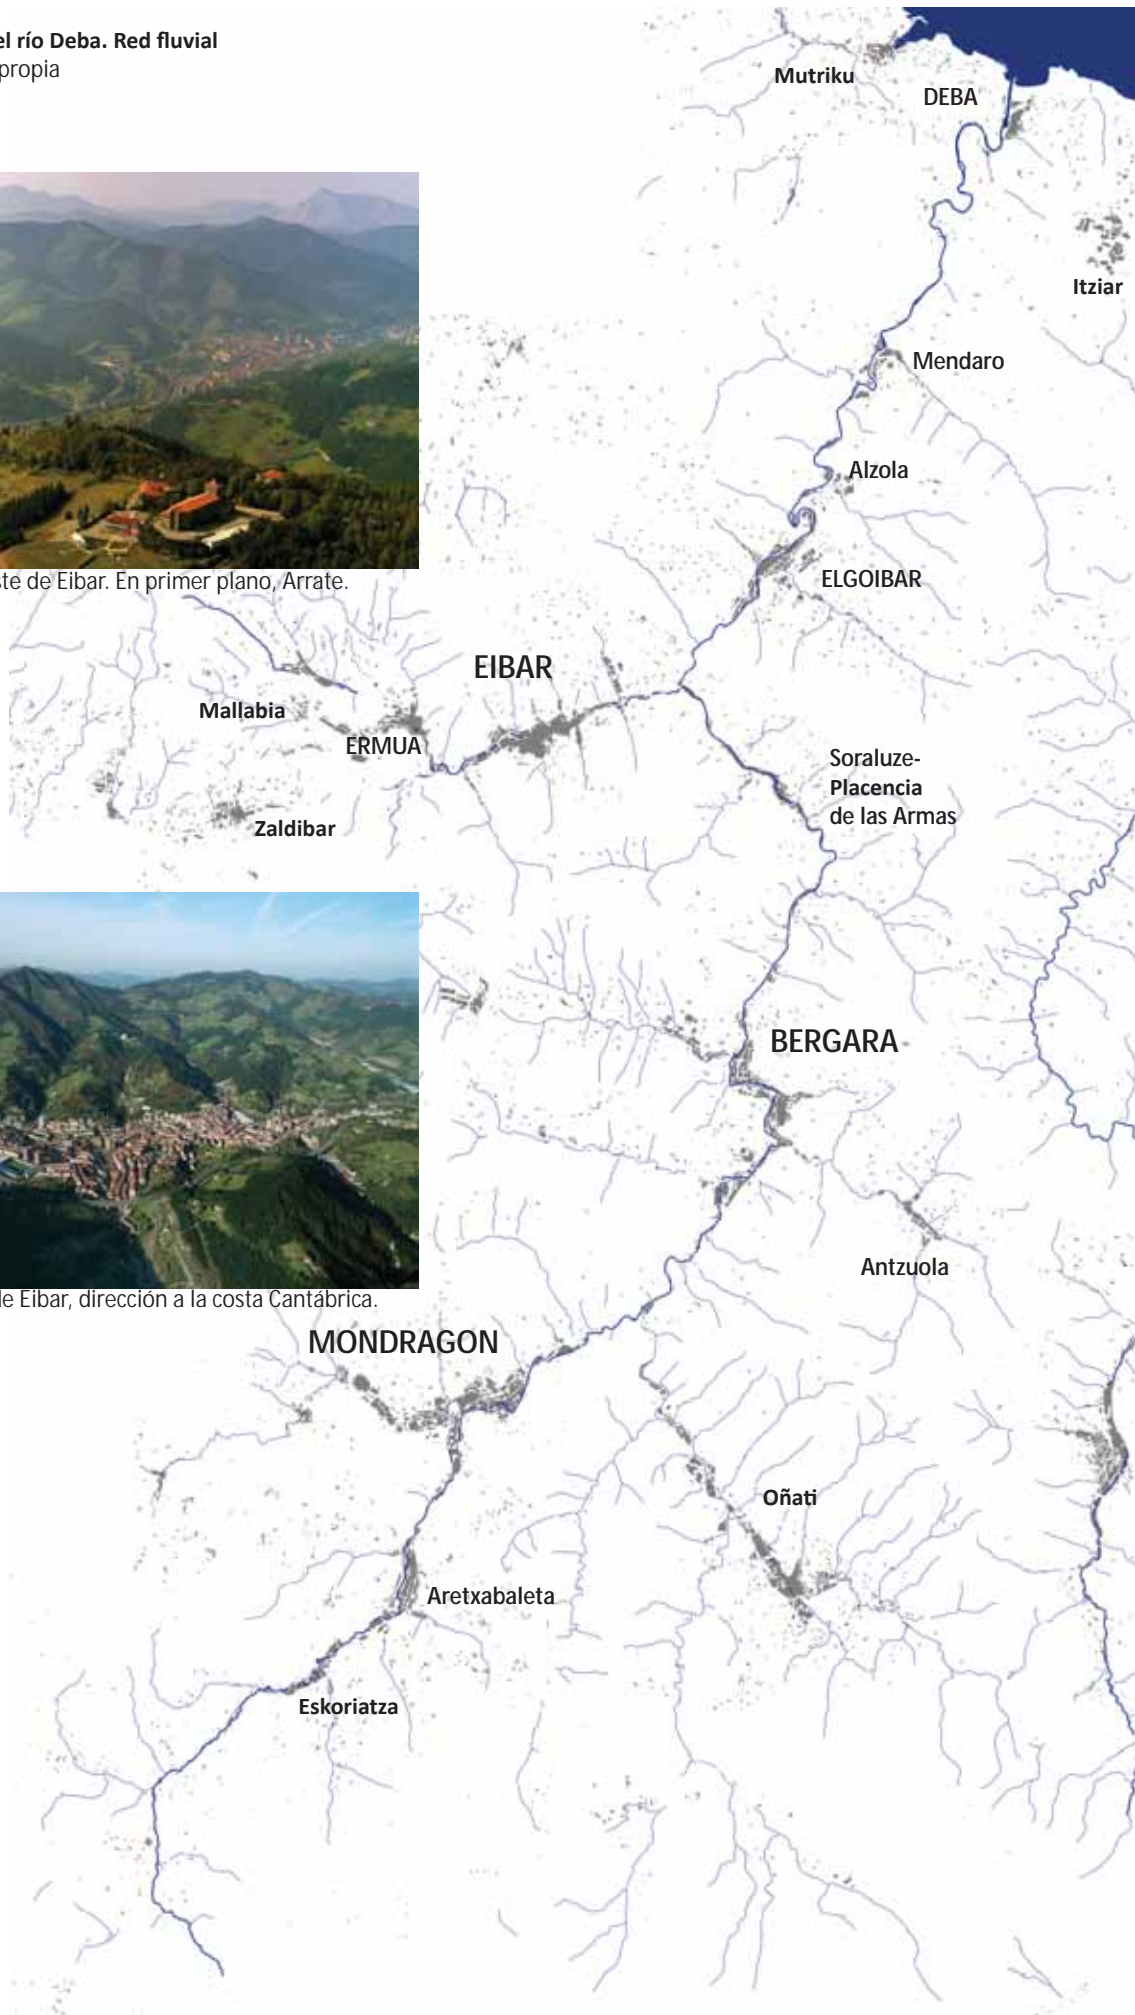 el río Deba. Red fluvial
propia
Mutriku
DEBA
Itziar
Mendaro
Alzola
ELGOIBAR
ste de Eibar. En primer plano, Arrate.
EIBAR
Mallabia
ERMUA
Soraluze-
Placencia
de las Armas
Zaldibar
BERGARA
Antzuola
de Eibar, dirección a la costa Cantábrica.
MONDRAGON
Oñati
Aretxabaleta
Eskoriatza